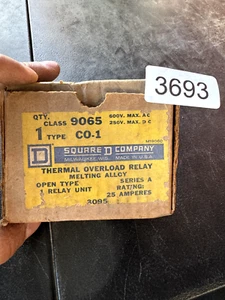 3693
QTY. CLASS 9065 600V. MAX. A C
250V. MAX. D C
1 TYPE CO-1
D SQUARE D COMPANY
MILWAUKEE WIS. MADE IN U.S.A.
THERMAL OVERLOAD RELAY
MELTING ALLOY
OPEN TYPE SERIES A
1 RELAY UNIT RATING:
25 AMPERES
3095